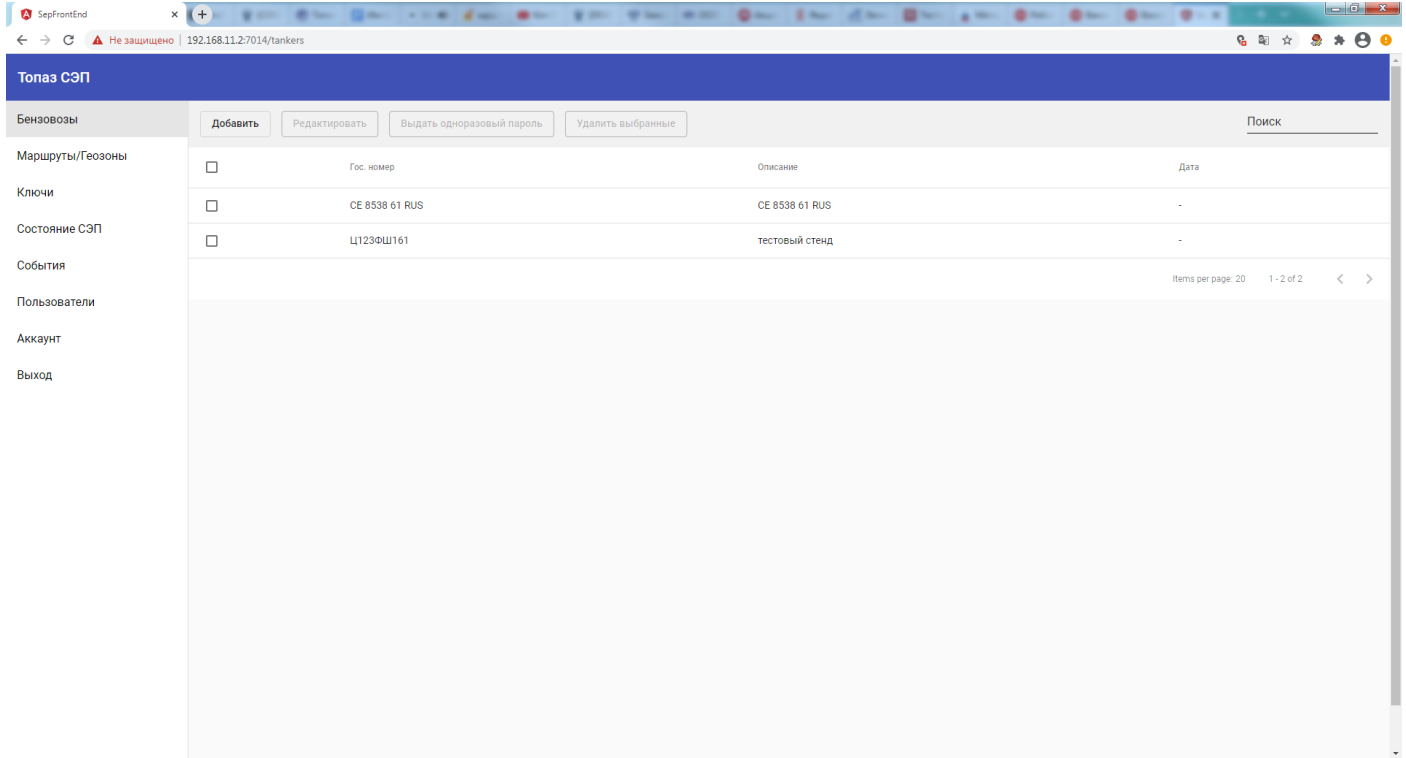 SepFrontEnd
Не защищено 192.168.11.2:7014/tankers
Топаз СЭП
Бензовозы
Маршруты/Геозоны
Ключи
Состояние СЭП
События
Пользователи
Аккаунт
Выход
Добавить Редактировать Выдать одноразовый пароль Удалить выбранные Поиск
Гос. номер Описание Дата
СЕ 8538 61 RUS СЕ 8538 61 RUS -
Ц123ФШ161 тестовый стенд -
Items per page: 20 1 - 2 of 2